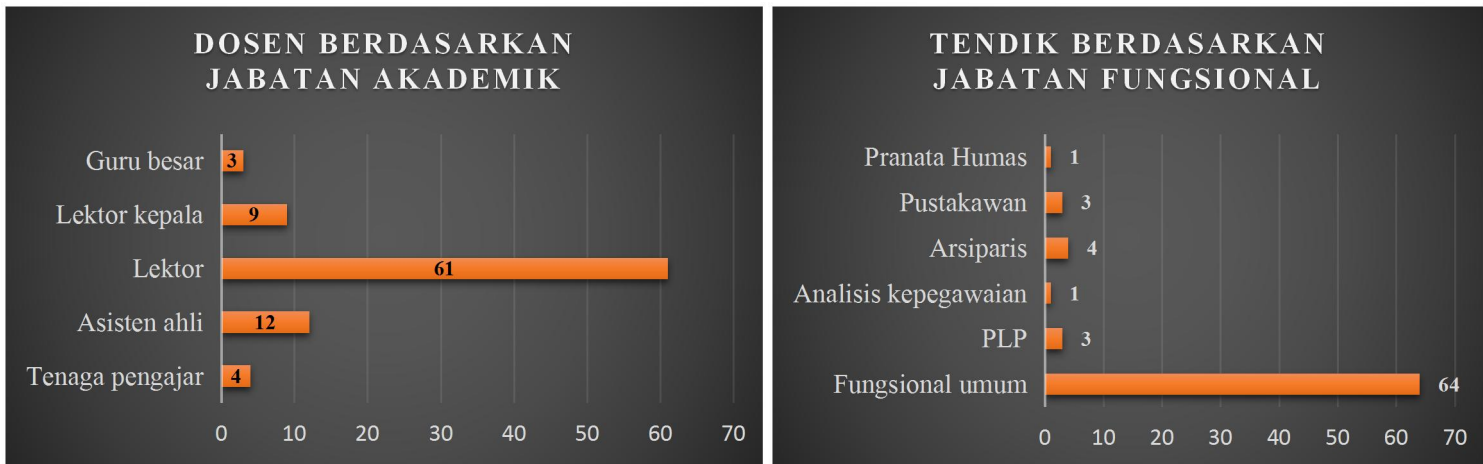 DOSEN BERDASARKAN
JABATAN AKADEMIK
Guru besar 3
Lektor kepala 9
Lektor 61
Asisten ahli 12
Tenaga pengajar 4
0 10 20 30 40 50 60 70
TENDIK BERDASARKAN
JABATAN FUNGSIONAL
Pranata Humas 1
Pustakawan 3
Arsiparis 4
Analisis kepegawaian 1
PLP 3
Fungsional umum 64
0 10 20 30 40 50 60 70